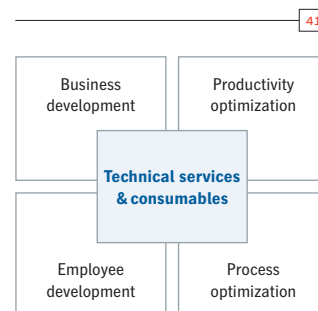 41
Business
development
Productivity
optimization
Technical services
& consumables
Employee
development
Process
optimization